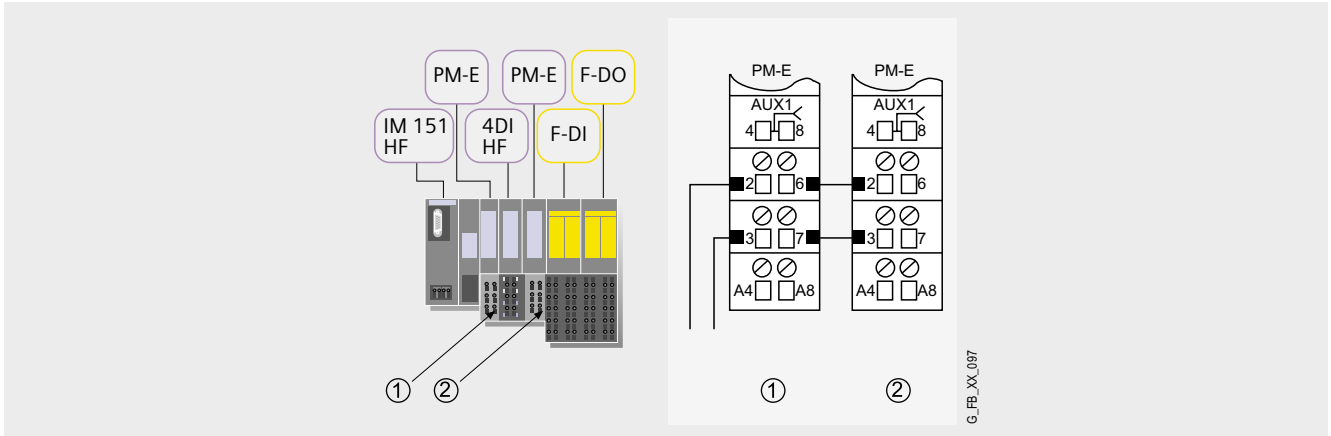 PM-E
PM-E
F-DO
IM 151
HF
4DI
HF
F-DI
① ②
PM-E PM-E
AUX1 AUX1
4 8 4 8
2 6 2 6
3 7 3 7
A4 A8 A4 A8
① ②
G_FB_XX_097